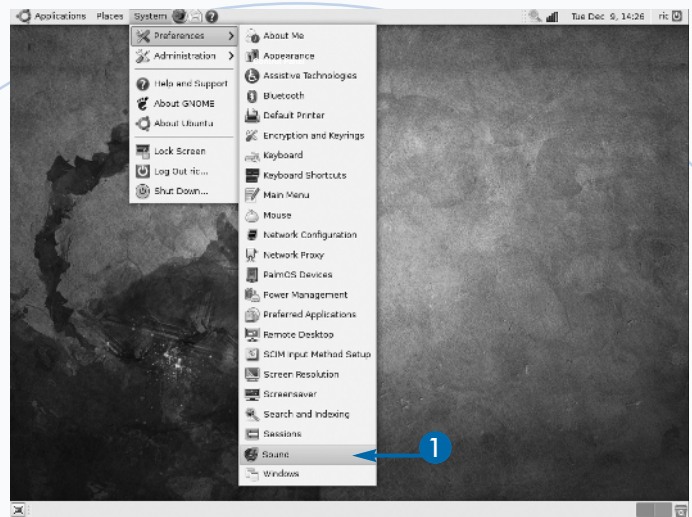 Applications Places System Tue Dec 9, 14:26 ric
Preferences
Administration
Help and Support
About GNOME
About Ubuntu
Lock Screen
Log Out ric...
Shut Down...
About Me
Appearance
Assistive Technologies
Bluetooth
Default Printer
Encryption and Keyrings
Keyboard
Keyboard Shortcuts
Main Menu
Mouse
Network Configuration
Network Proxy
PalmOS Devices
Power Management
Preferred Applications
Remote Desktop
SCIM Input Method Setup
Screen Resolution
Screensaver
Search and Indexing
Sessions
Sound
1
Windows